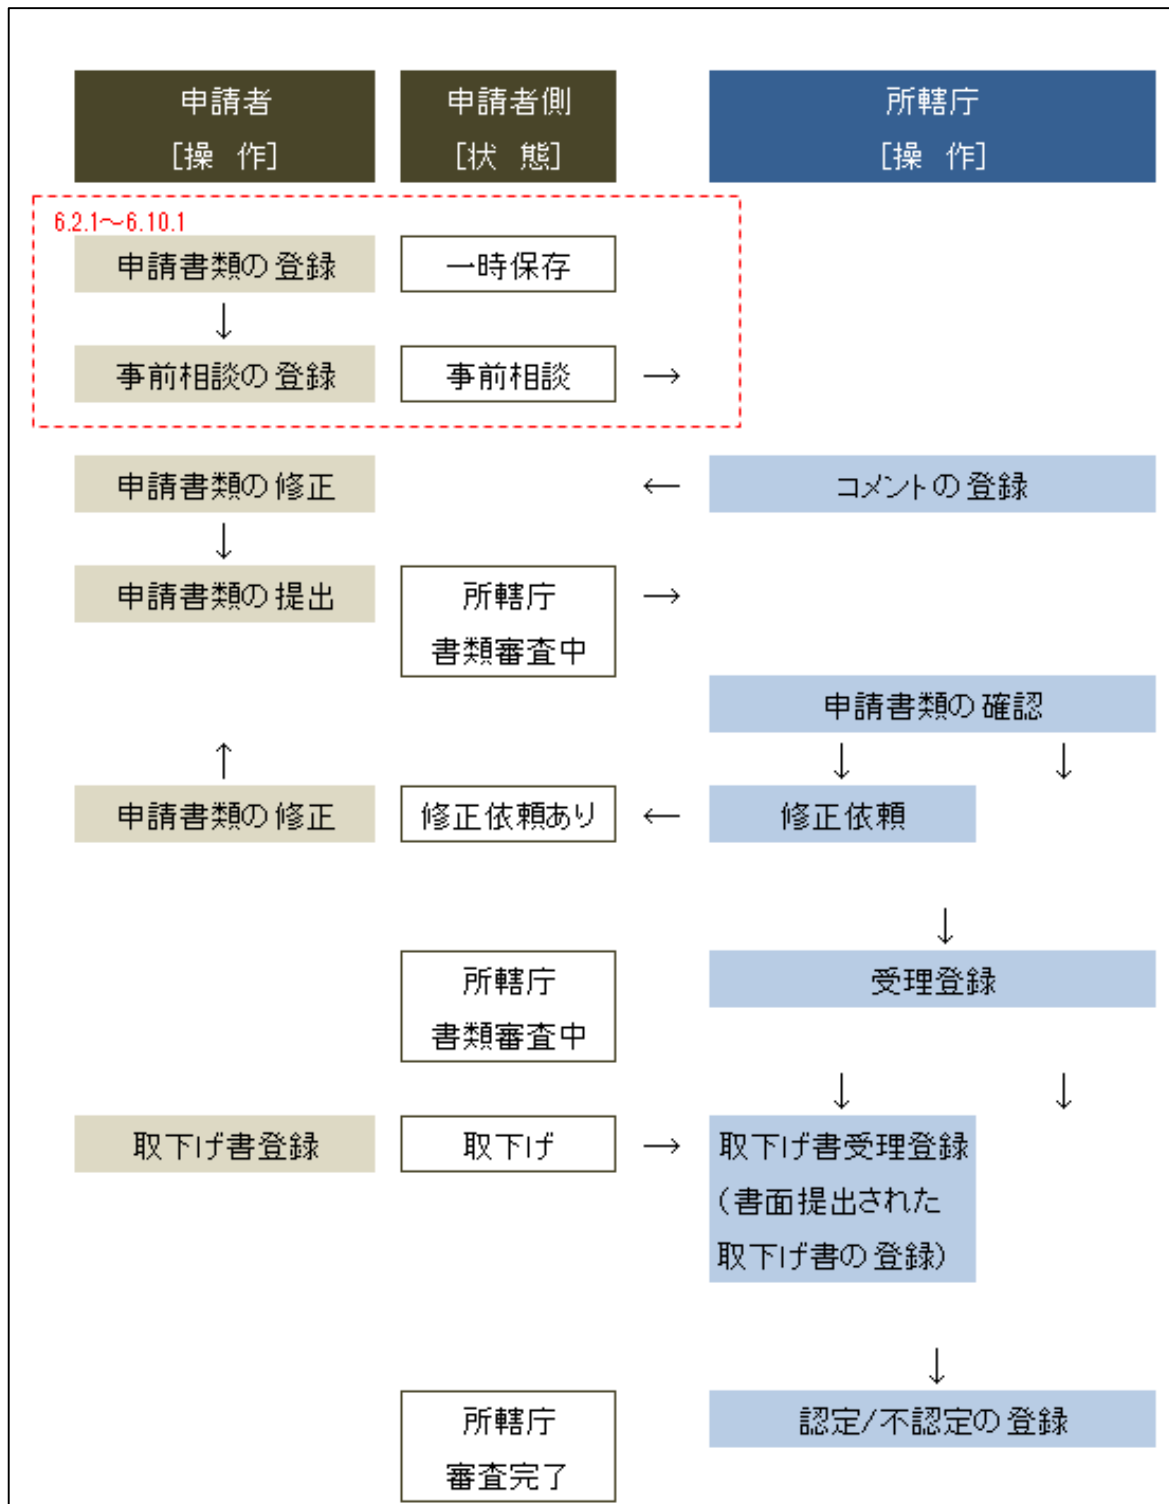 申請者
[操 作]
申請者側
[状 態]
所轄庁
[操 作]
6.2.1～6.10.1
申請書類の登録
一時保存
↓
事前相談の登録
事前相談
→
申請書類の修正
←
コメントの登録
↓
申請書類の提出
所轄庁
書類審査中
→
申請書類の確認
↑
↓
↓
申請書類の修正
修正依頼あり
←
修正依頼
↓
所轄庁
書類審査中
受理登録
↓
↓
取下げ書登録
取下げ
→
取下げ書受理登録
（書面提出された
取下げ書の登録）
↓
所轄庁
審査完了
認定/不認定の登録